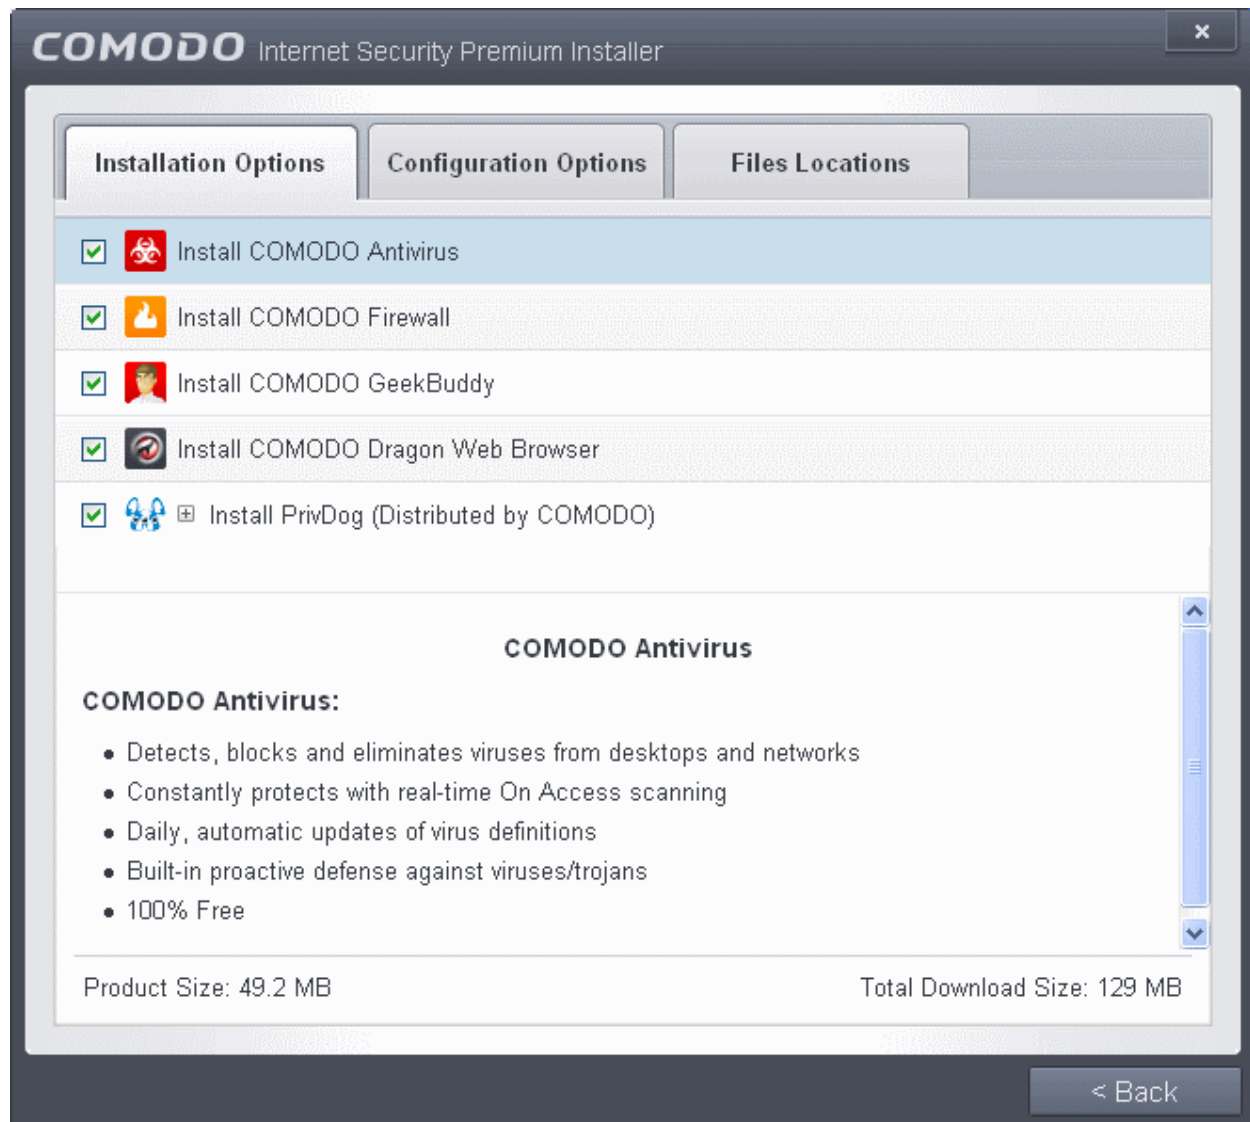 COMODO Internet Security Premium Installer
Installation Options
Configuration Options
Files Locations
Install COMODO Antivirus
Install COMODO Firewall
Install COMODO GeekBuddy
Install COMODO Dragon Web Browser
Install PrivDog (Distributed by COMODO)
COMODO Antivirus
COMODO Antivirus:
• Detects, blocks and eliminates viruses from desktops and networks
• Constantly protects with real-time On Access scanning
• Daily, automatic updates of virus definitions
• Built-in proactive defense against viruses/trojans
• 100% Free
Product Size: 49.2 MB
Total Download Size: 129 MB
< Back